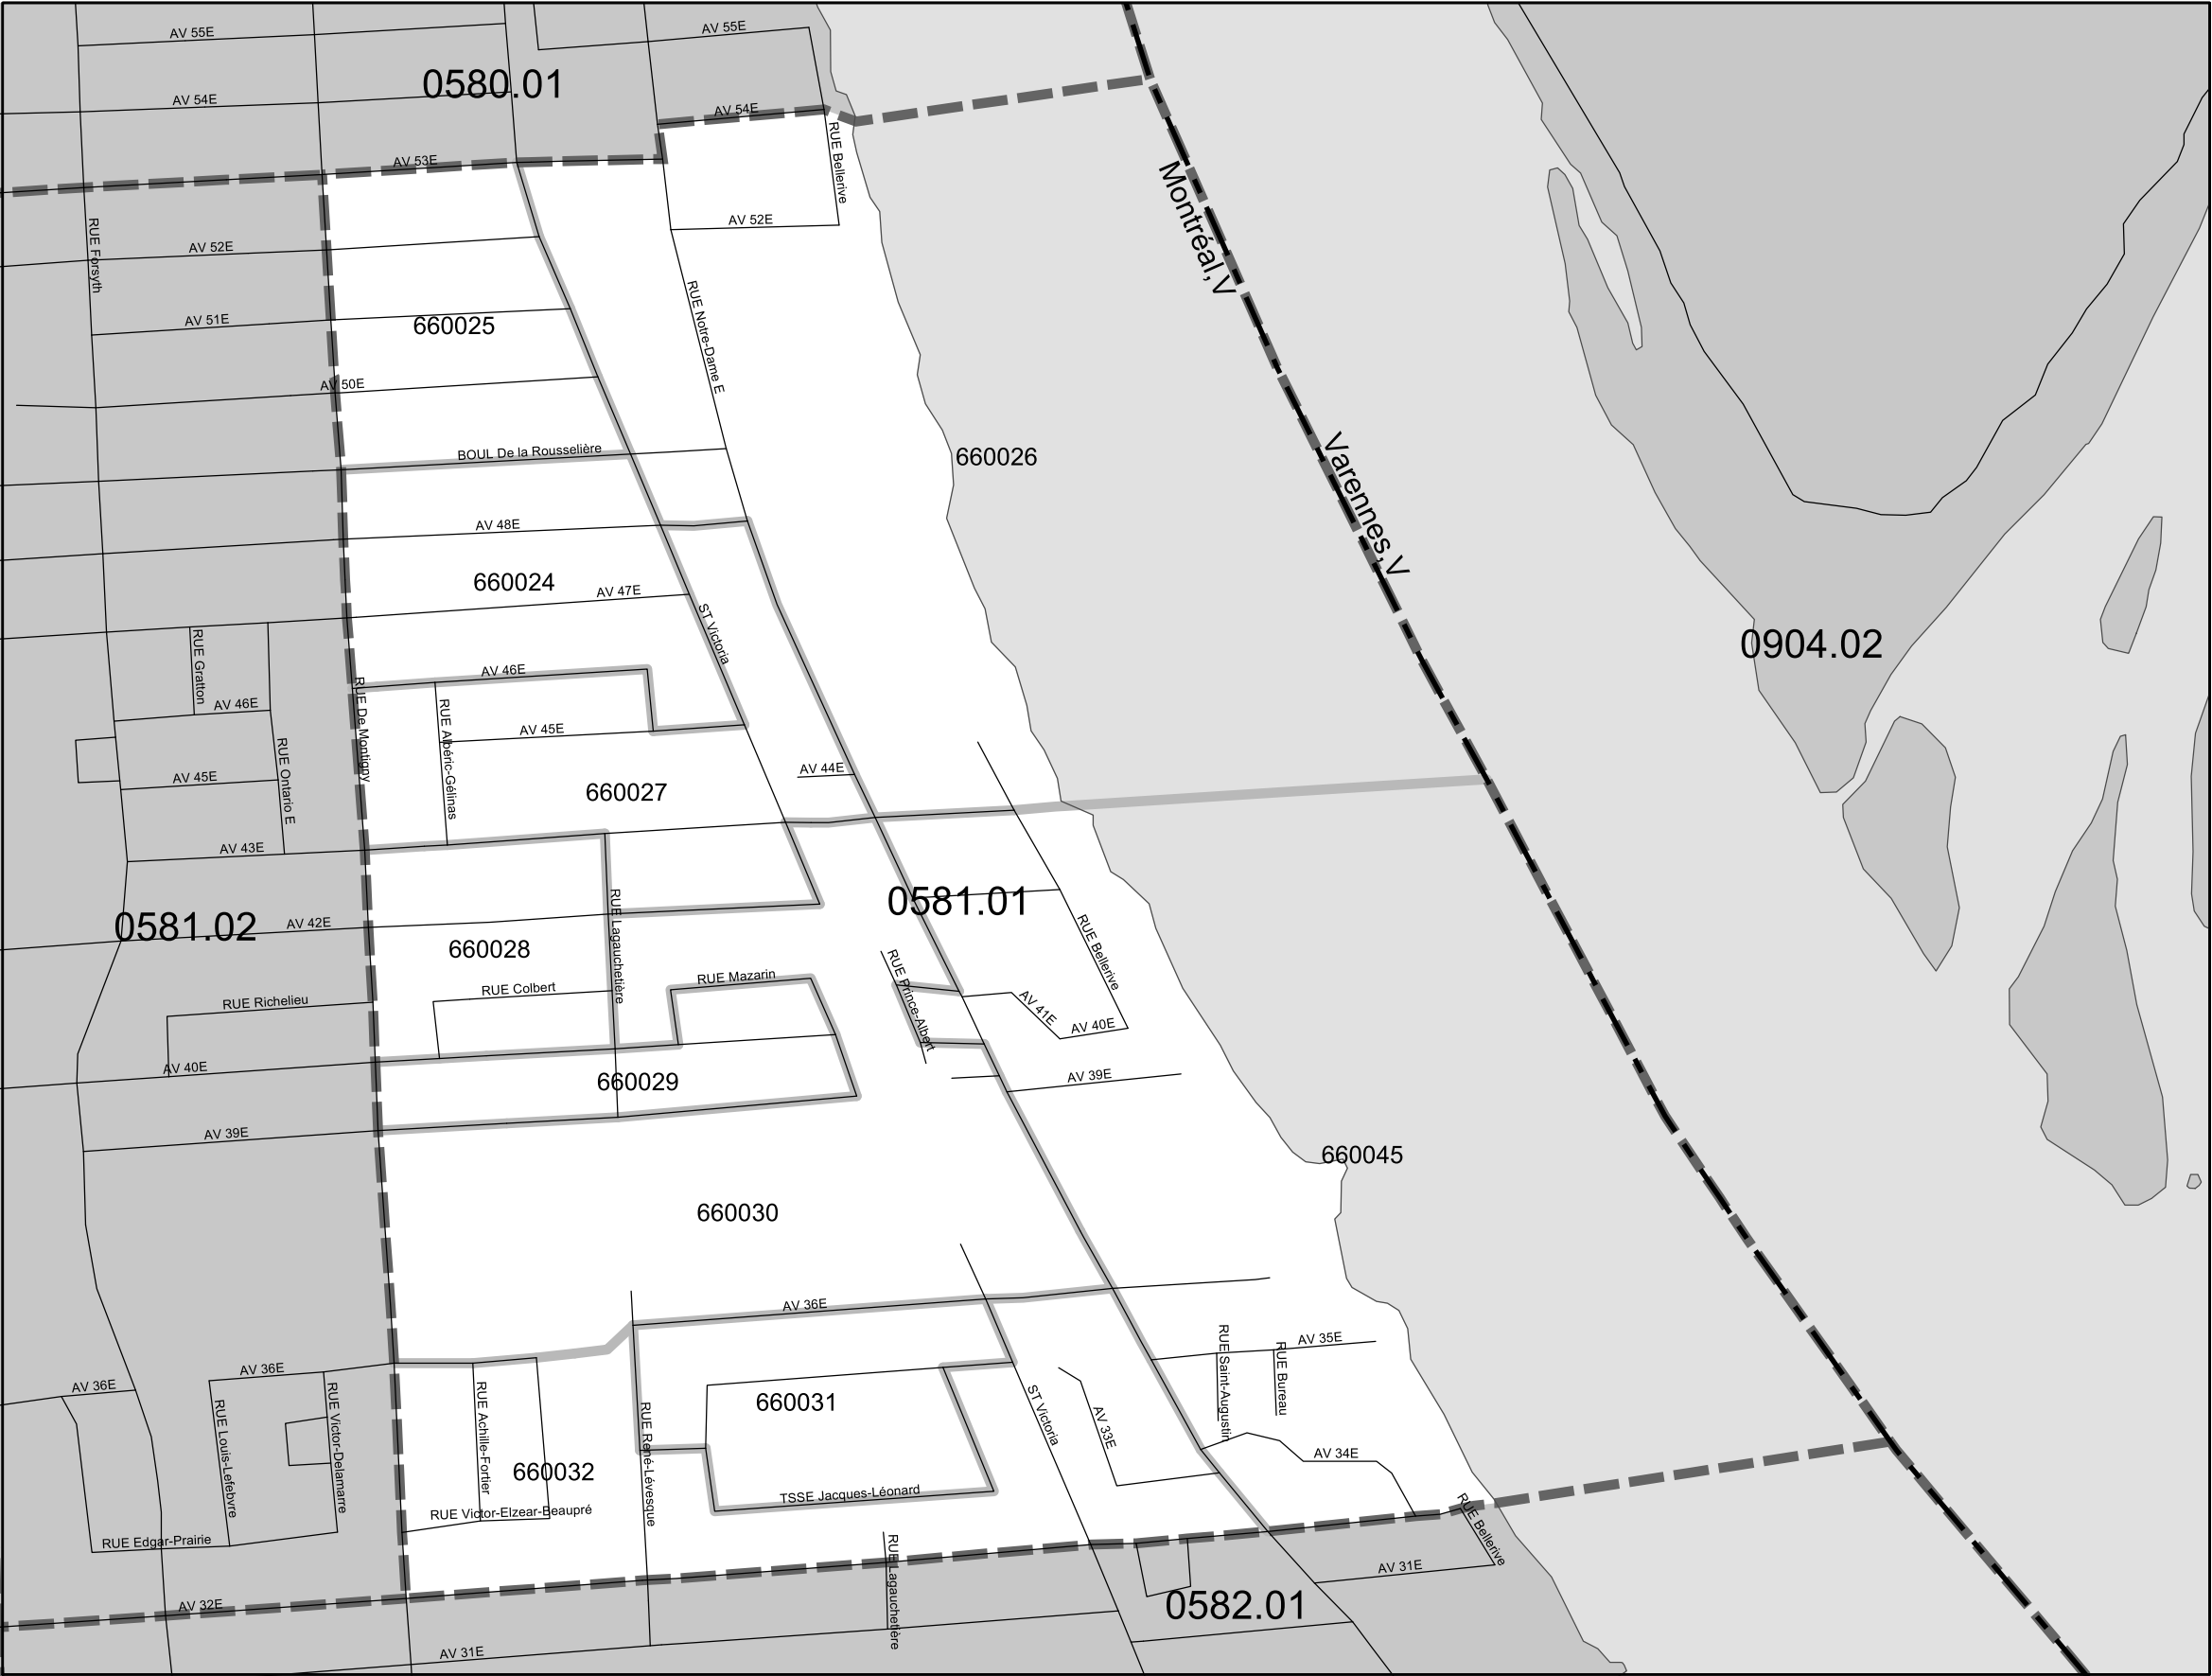 AV 55E
AV 55E
0580.01
AV 54E
AV 54E
RUE Bellerive
AV 53E
Montréal,V
RUE Forsyth
AV 52E
AV 52E
RUE Notre-Dame E
AV 51E
660025
AV 50E
BOUL De la Rousselière
660026
Varennes,V
AV 48E
660024
AV 47E
ST Victoria
0904.02
RUE Gratton
AV 46E
RUE De Montigny
AV 46E
RUE Albéric-Gélinas
AV 45E
RUE Ontario E
AV 45E
AV 44E
660027
AV 43E
0581.01
0581.02
AV 42E
RUE Lagauchetière
RUE Bellerive
660028
RUE Prince-Albert
RUE Mazarin
RUE Colbert
RUE Richelieu
AV 41E
AV 40E
AV 40E
660029
AV 39E
AV 39E
660045
660030
AV 36E
RUE Saint-Augustin
RUE Bureau
AV 35E
AV 36E
AV 36E
RUE Louis-Lefebvre
RUE Victor-Delamarre
RUE Achille-Fortier
660031
RUE René-Lévesque
ST Victoria
AV 33E
AV 34E
660032
TSSE Jacques-Léonard
RUE Victor-Elzear-Beaupré
RUE Edgar-Prairie
RUE Bellerive
RUE Lagauchetière
AV 31E
AV 32E
0582.01
AV 31E